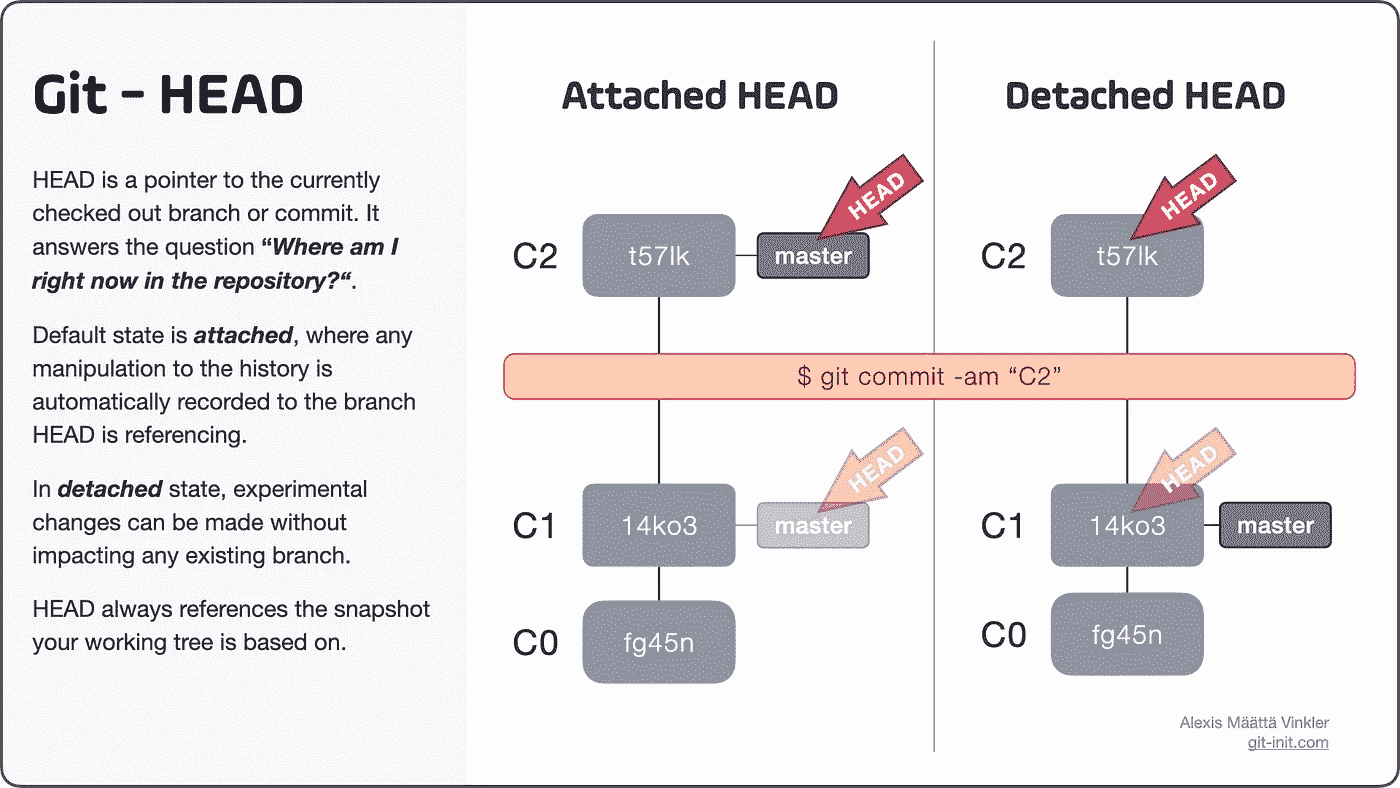 Git – HEAD
HEAD is a pointer to the currently
checked out branch or commit. It
answers the question “Where am I
right now in the repository?“.
Default state is attached, where any
manipulation to the history is
automatically recorded to the branch
HEAD is referencing.
In detached state, experimental
changes can be made without
impacting any existing branch.
HEAD always references the snapshot
your working tree is based on.
Attached HEAD
HEAD
C2
t57lk
master
Detached HEAD
HEAD
C2
t57lk
$ git commit -am “C2”
HEAD
C1
14ko3
master
C0
fg45n
HEAD
C1
14ko3
master
C0
fg45n
Alexis Määttä Vinkler
git-init.com